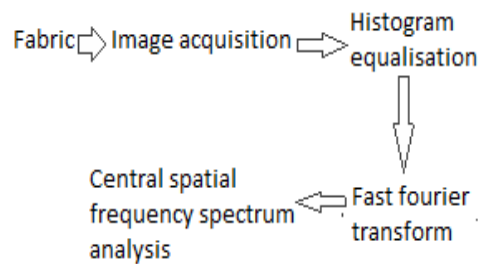 Fabric
Image acquisition
Histogram
equalisation
Fast fourier
transform
Central spatial
frequency spectrum
analysis